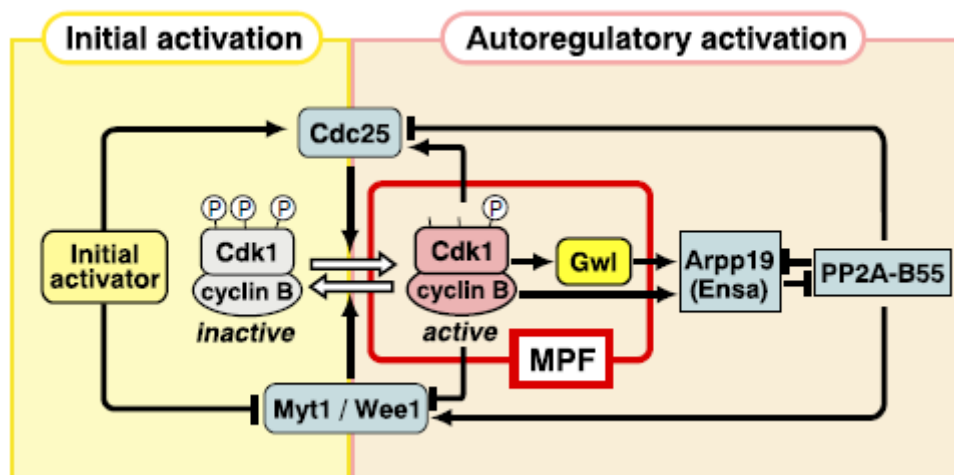 Initial activation
Autoregulatory activation
Cdc25
P P P
P
Initial
activator
Cdk1
cyclin B
inactive
Cdk1
cyclin B
active
Gwl
Arpp19
(Ensa)
PP2A-B55
MPF
Myt1 / Wee1